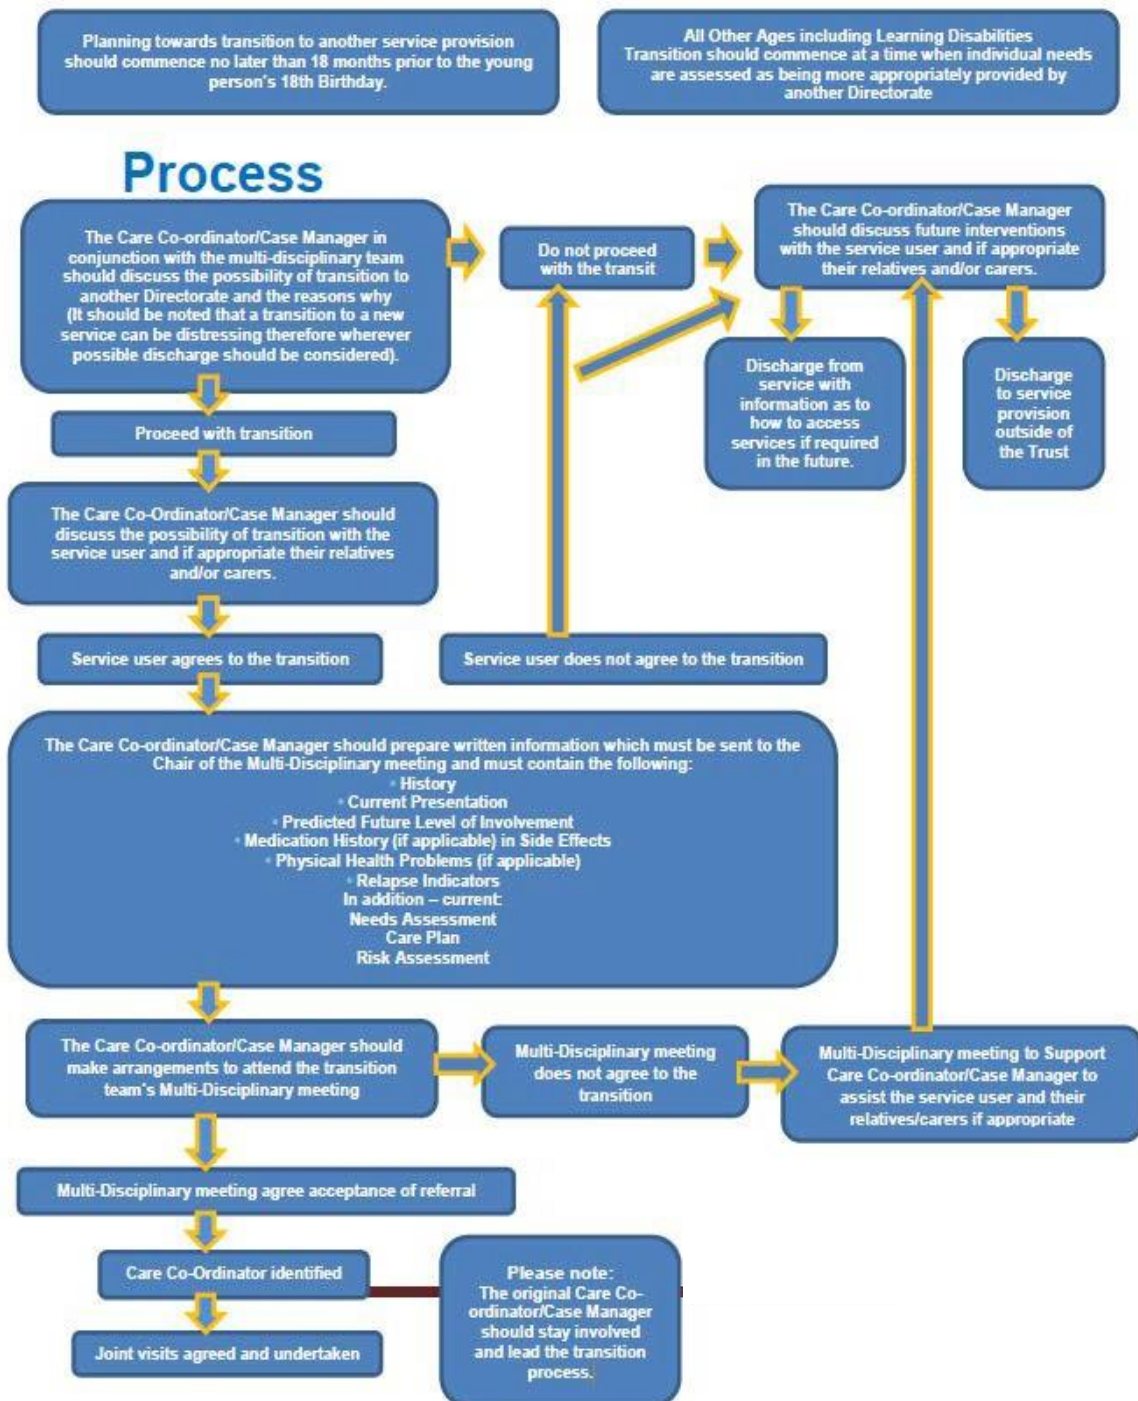 Planning towards transition to another service provision
should commence no later than 18 months prior to the young
person's 18th Birthday.
All Other Ages including Learning Disabilities
Transition should commence at a time when individual needs
are assessed as being more appropriately provided by
another Directorate
Process
The Care Co-ordinator/Case Manager in
conjunction with the multi-disciplinary team
should discuss the possibility of transition to
another Directorate and the reasons why
(It should be noted that a transition to a new
service can be distressing therefore wherever
possible discharge should be considered).
Do not proceed
with the transit
The Care Co-ordinator/Case Manager
should discuss future interventions
with the service user and if appropriate
their relatives and/or carers.
Discharge from
service with
information as to
how to access
services if required
in the future.
Discharge
to service
provision
outside of
the Trust
Proceed with transition
The Care Co-Ordinator/Case Manager should
discuss the possibility of transition with the
service user and if appropriate their relatives
and/or carers.
Service user agrees to the transition
Service user does not agree to the transition
The Care Co-ordinator/Case Manager should prepare written information which must be sent to the
Chair of the Multi-Disciplinary meeting and must contain the following:
• History
• Current Presentation
• Predicted Future Level of Involvement
• Medication History (if applicable) in Side Effects
• Physical Health Problems (if applicable)
• Relapse Indicators
In addition – current:
Needs Assessment
Care Plan
Risk Assessment
The Care Co-ordinator/Case Manager should
make arrangements to attend the transition
team's Multi-Disciplinary meeting
Multi-Disciplinary meeting
does not agree to the
transition
Multi-Disciplinary meeting to Support
Care Co-ordinator/Case Manager to
assist the service user and their
relatives/carers if appropriate
Multi-Disciplinary meeting agree acceptance of referral
Care Co-Ordinator identified
Joint visits agreed and undertaken
Please note:
The original Care Co-
ordinator/Case Manager
should stay involved
and lead the transition
process.